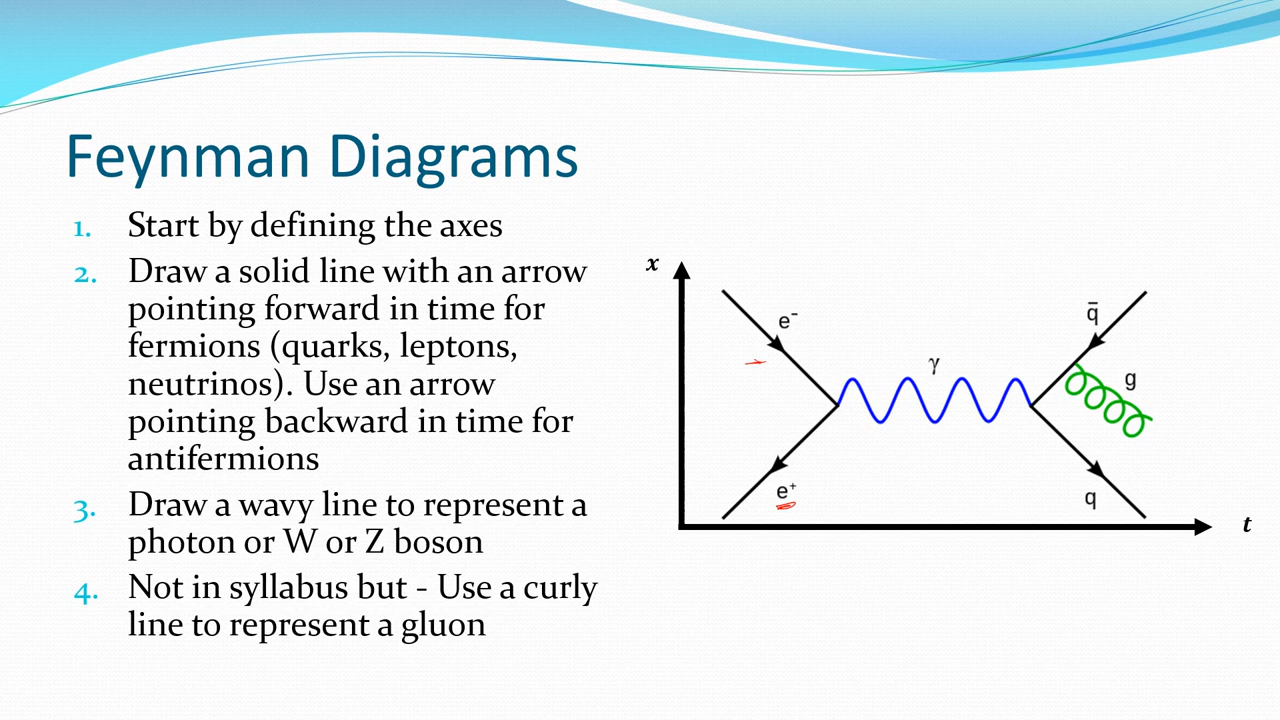 Feynman Diagrams
1. Start by defining the axes
2. Draw a solid line with an arrow
pointing forward in time for
fermions (quarks, leptons,
neutrinos). Use an arrow
pointing backward in time for
antifermions
3. Draw a wavy line to represent a
photon or W or Z boson
4. Not in syllabus but - Use a curly
line to represent a gluon
x
e⁻
q̄
γ
g
e⁺
q
t